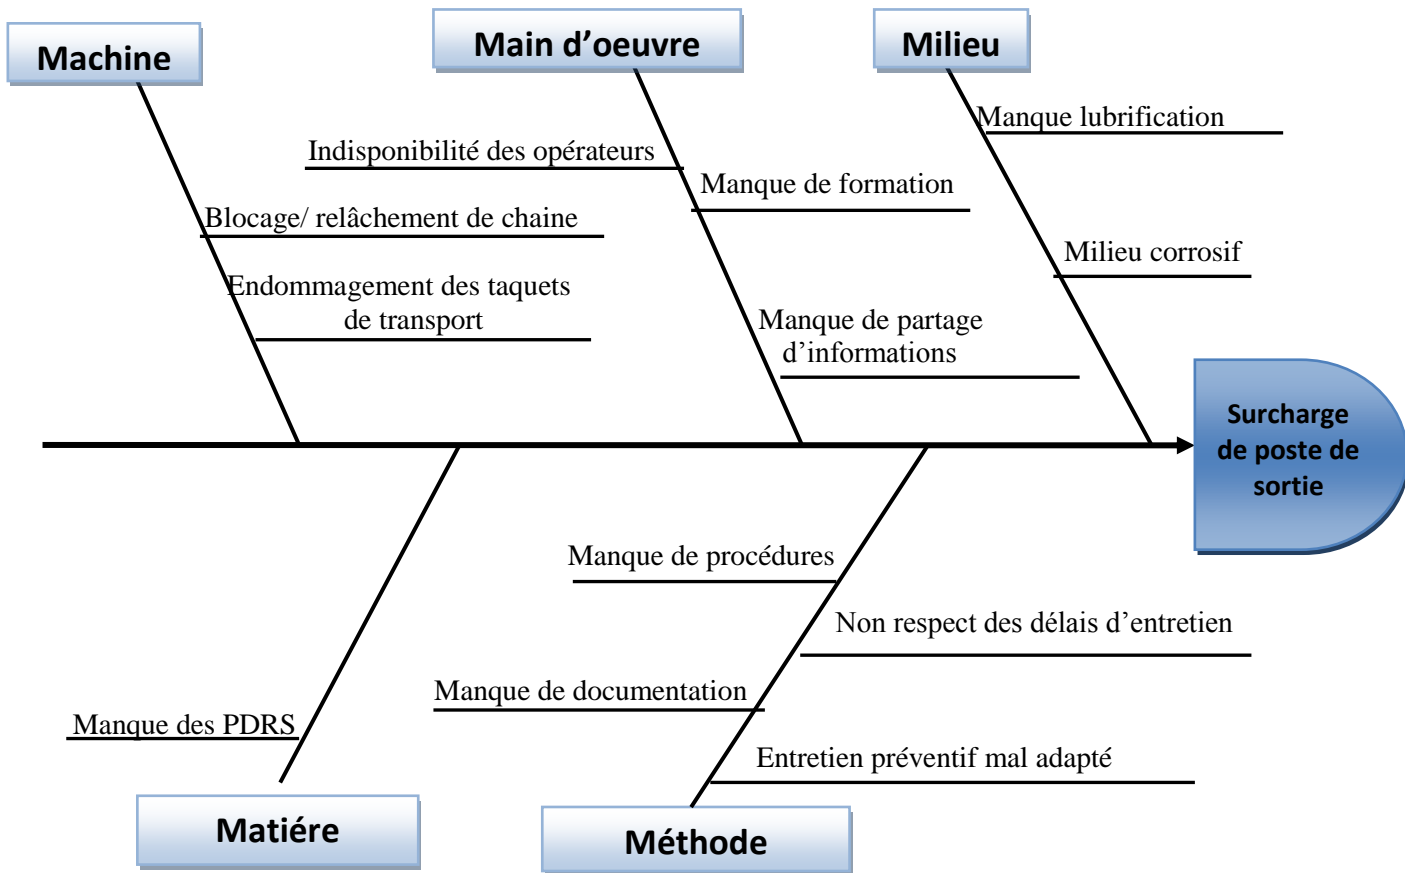 Machine
Main d’oeuvre
Milieu
Manque lubrification
Indisponibilité des opérateurs
Manque de formation
Blocage/ relâchement de chaine
Milieu corrosif
Endommagement des taquets
de transport
Manque de partage
d’informations
Surcharge
de poste de
sortie
Manque de procédures
Non respect des délais d’entretien
Manque de documentation
Manque des PDRS
Entretien préventif mal adapté
Matiére
Méthode